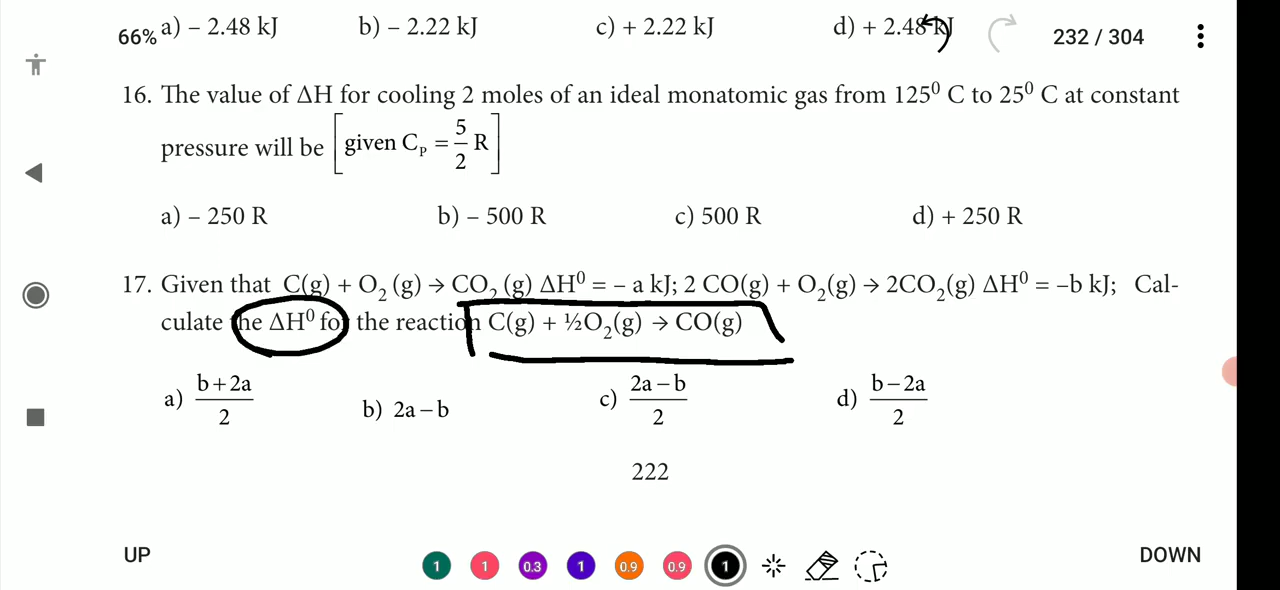 66% a) – 2.48 kJ b) – 2.22 kJ c) + 2.22 kJ d) + 2.48 kJ 232 / 304
16. The value of ΔH for cooling 2 moles of an ideal monatomic gas from 125⁰ C to 25⁰ C at constant
pressure will be [given C_P = 5/2 R]
a) – 250 R b) – 500 R c) 500 R d) + 250 R
17. Given that C(g) + O₂ (g) → CO₂ (g) ΔH⁰ = – a kJ; 2 CO(g) + O₂(g) → 2CO₂(g) ΔH⁰ = –b kJ; Cal-
culate the ΔH⁰ for the reaction C(g) + ½O₂(g) → CO(g)
a) b+2a/2 b) 2a–b c) 2a–b/2 d) b–2a/2
222
UP DOWN
1 1 0.3 1 0.9 0.9 1